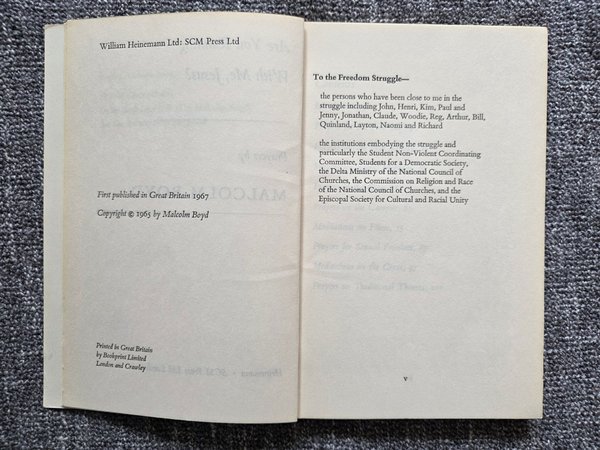 William Heinemann Ltd: SCM Press Ltd
First published in Great Britain 1967
Copyright © 1965 by Malcolm Boyd
Printed in Great Britain
by Bookprint Limited
London and Crawley
To the Freedom Struggle—
the persons who have been close to me in the
struggle including John, Henri, Kim, Paul and
Jenny, Jonathan, Claude, Woodie, Reg, Arthur, Bill,
Quinland, Layton, Naomi and Richard
the institutions embodying the struggle and
particularly the Student Non-Violent Coordinating
Committee, Students for a Democratic Society,
the Delta Ministry of the National Council of
Churches, the Commission on Religion and Race
of the National Council of Churches, and the
Episcopal Society for Cultural and Racial Unity
v